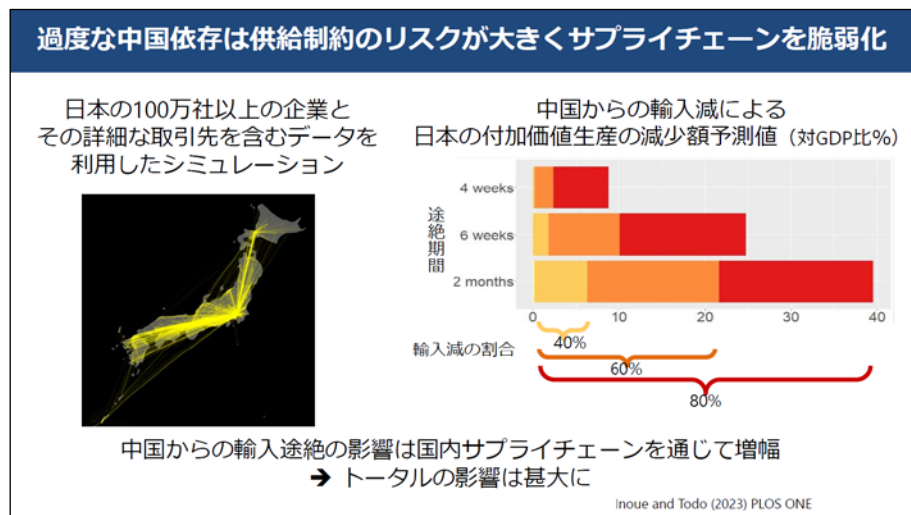 過度な中国依存は供給制約のリスクが大きくサプライチェーンを脆弱化
日本の100万社以上の企業と
その詳細な取引先を含むデータを
利用したシミュレーション
中国からの輸入減による
日本の付加価値生産の減少額予測値（対GDP比％）
途絶期間
4 weeks
6 weeks
2 months
0 10 20 30 40
輸入減の割合
40%
60%
80%
中国からの輸入途絶の影響は国内サプライチェーンを通じて増幅
➔ トータルの影響は甚大に
Inoue and Todo (2023) PLOS ONE